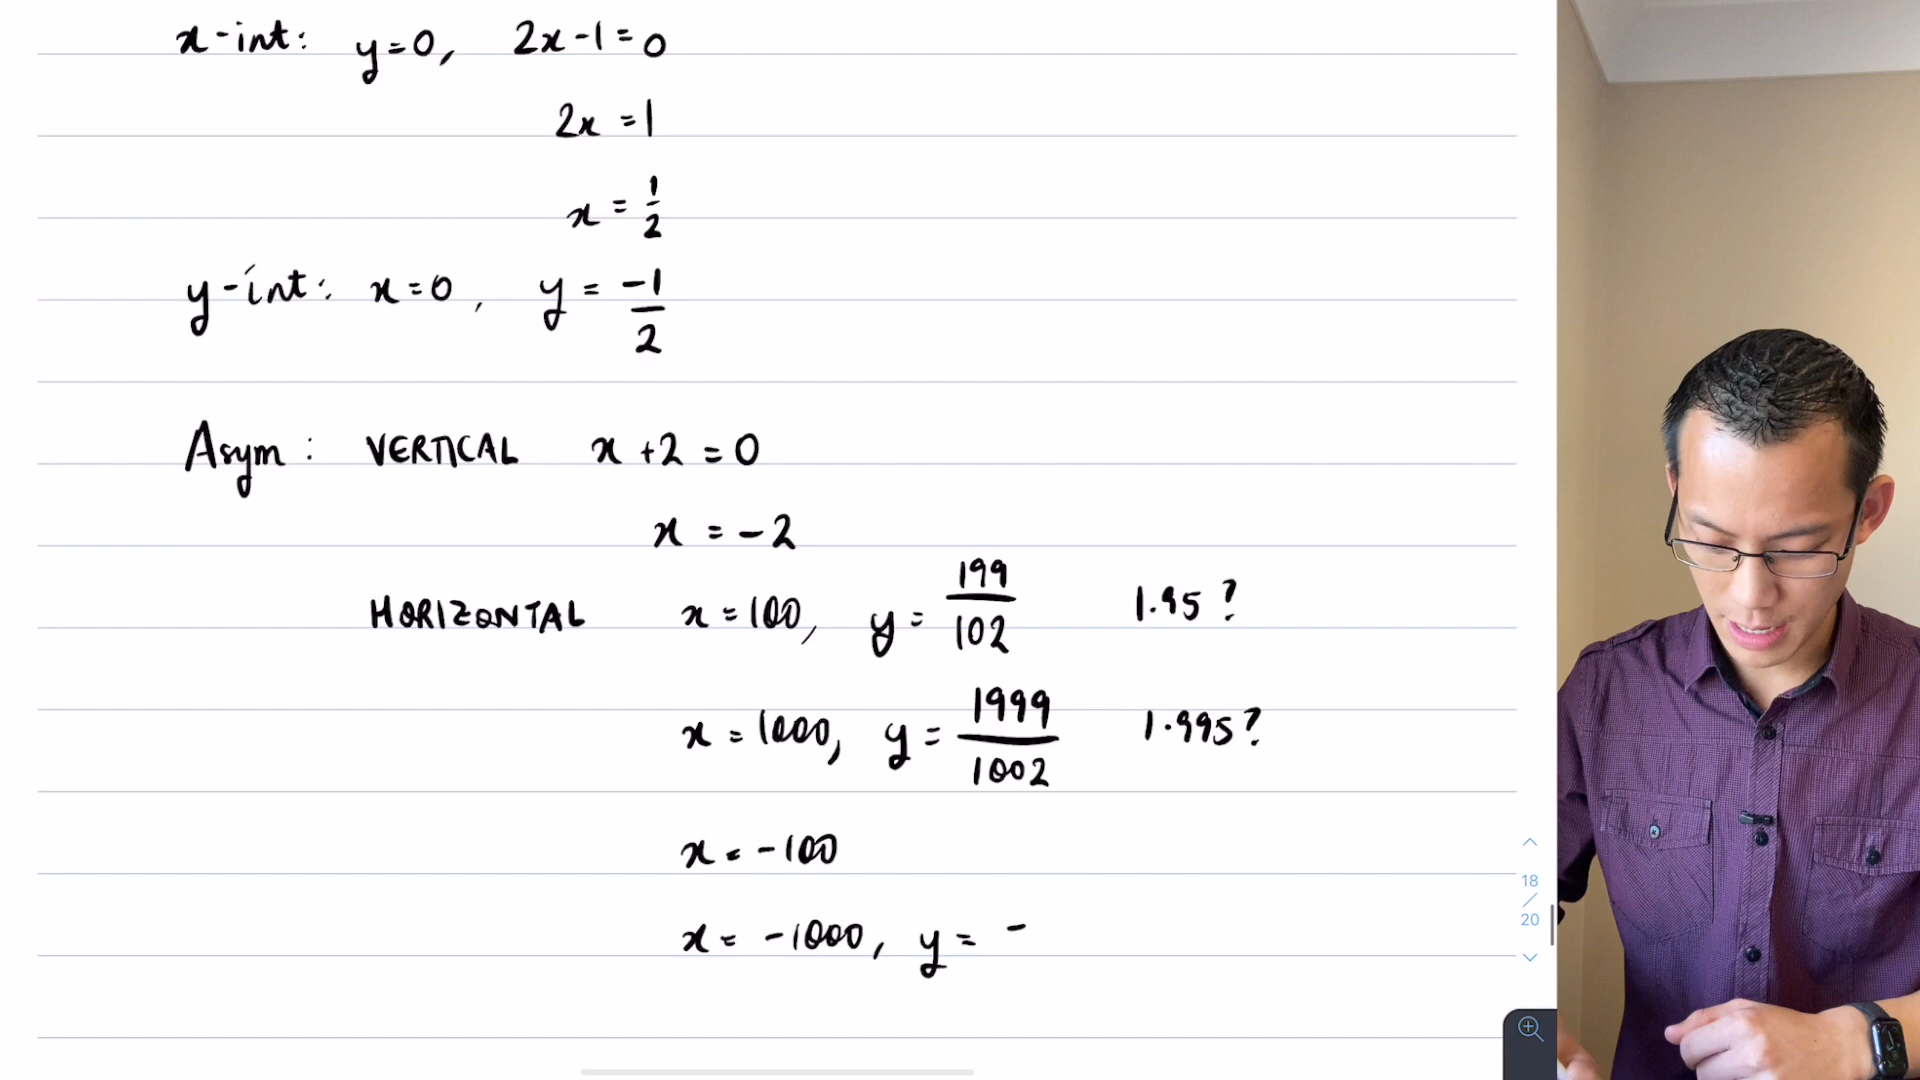 x-int: y=0, 2x-1=0
2x=1
x=1/2
y-int: x=0, y=-1/2
Asym: VERTICAL x+2=0
x=-2
HORIZONTAL x=100, y=199/102 1.95?
x=1000, y=1999/1002 1.995?
x=-100
x=-1000, y=-
18
/
20